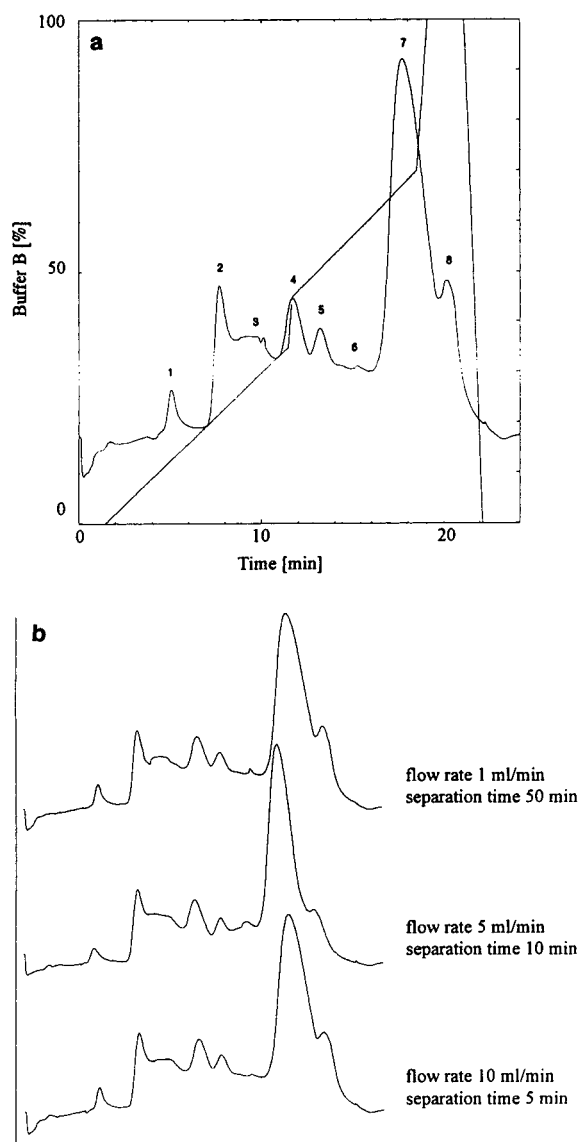 100
a
7
Buffer B [%]
50
2
3
4
5
8
1
6
0
0
10
20
Time [min]
b
flow rate 1 ml/min
separation time 50 min
flow rate 5 ml/min
separation time 10 min
flow rate 10 ml/min
separation time 5 min